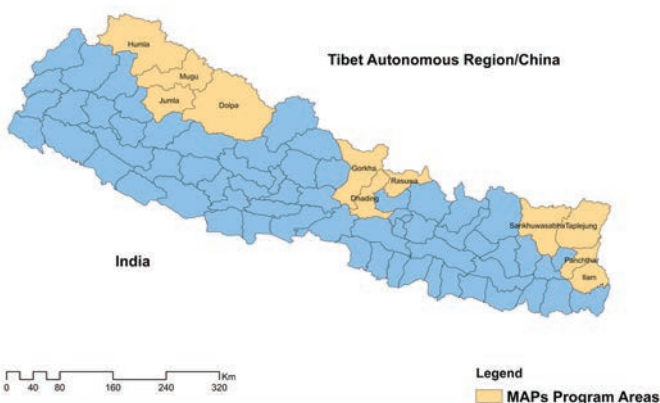 Humla
Tibet Autonomous Region/China
Mugu
Jumla
Dolpa
Gorkha
Rasuwa
Dhading
Sankhuwasabha Taplejung
India
Panchthar
Ilam
Km
0 20 40 80 160 240 320
Legend
MAPs Program Areas